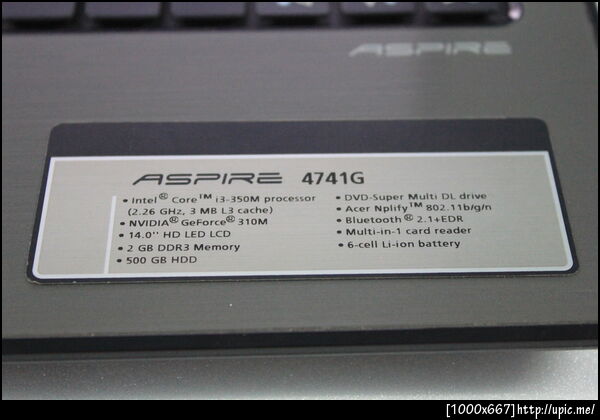 ASPIRE
ASPIRE 4741G
• Intel® Core™ i3-350M processor
(2.26 GHz, 3 MB L3 cache)
• NVIDIA® GeForce® 310M
• 14.0'' HD LED LCD
• 2 GB DDR3 Memory
• 500 GB HDD
• DVD-Super Multi DL drive
• Acer Nplify™ 802.11b/g/n
• Bluetooth® 2.1+EDR
• Multi-in-1 card reader
• 6-cell Li-ion battery
[1000x667]http://upic.me/